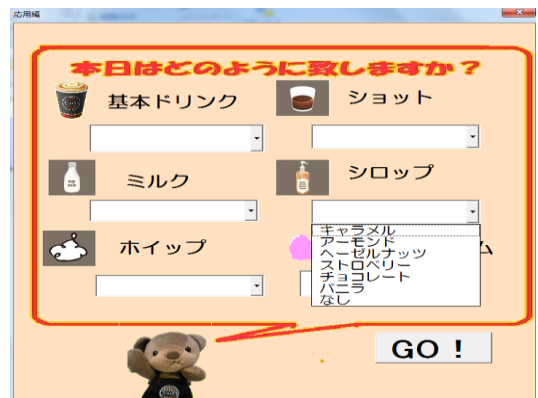 応用編
本日はどのように致しますか？
基本ドリンク
ショット
ミルク
シロップ
キャラメル
アーモンド
ヘーゼルナッツ
ストロベリー
チョコレート
バニラ
なし
ホイップ
ム
GO！